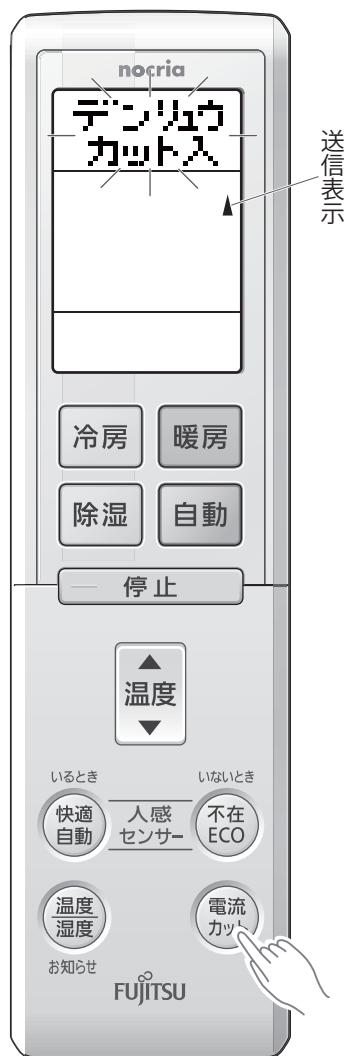 nocria
デンリュウ
カット入
送信表示
冷房
暖房
除湿
自動
停止
温度
いるとき
いないとき
快適
自動
人感
センサー
不在
ECO
温度
湿度
電流
カット
お知らせ
FUJITSU